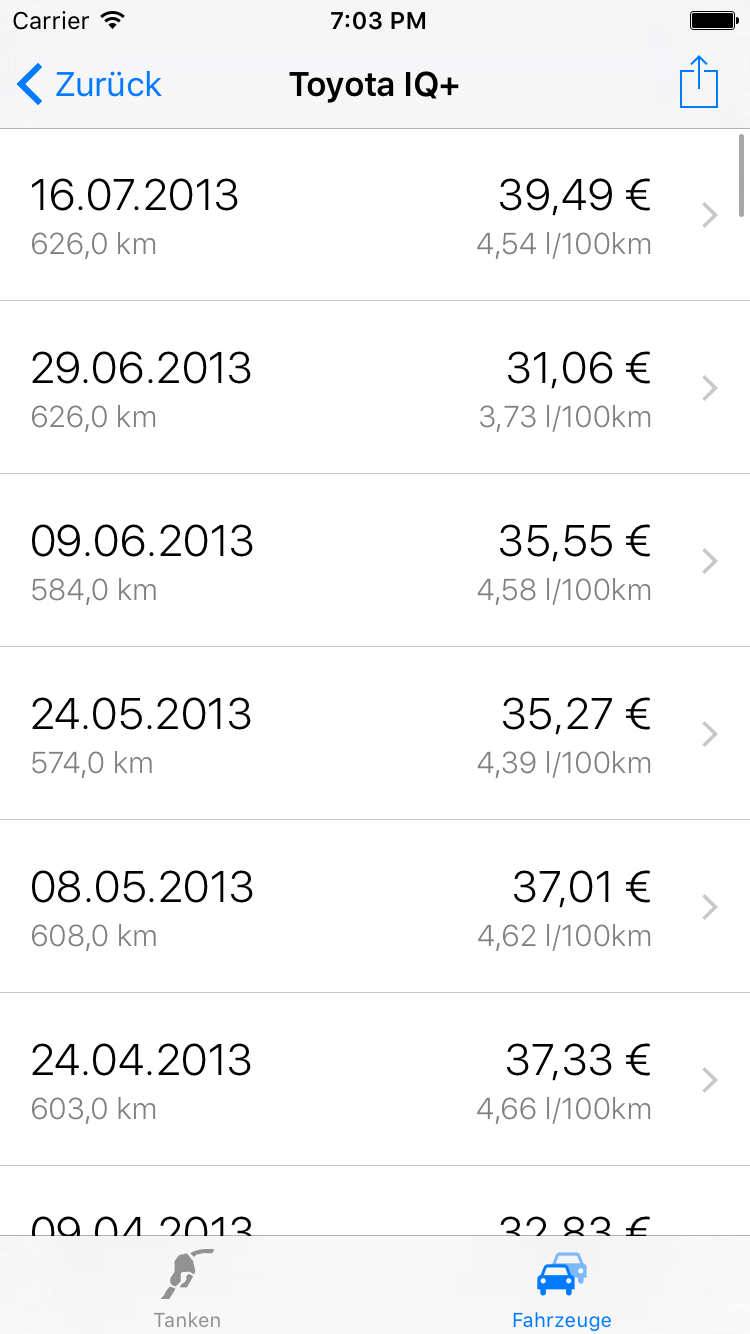 Carrier 7:03 PM
Zurück Toyota IQ+
16.07.2013 39,49 €
626,0 km 4,54 l/100km
29.06.2013 31,06 €
626,0 km 3,73 l/100km
09.06.2013 35,55 €
584,0 km 4,58 l/100km
24.05.2013 35,27 €
574,0 km 4,39 l/100km
08.05.2013 37,01 €
608,0 km 4,62 l/100km
24.04.2013 37,33 €
603,0 km 4,66 l/100km
09.04.2013 32,83 €
Tanken Fahrzeuge